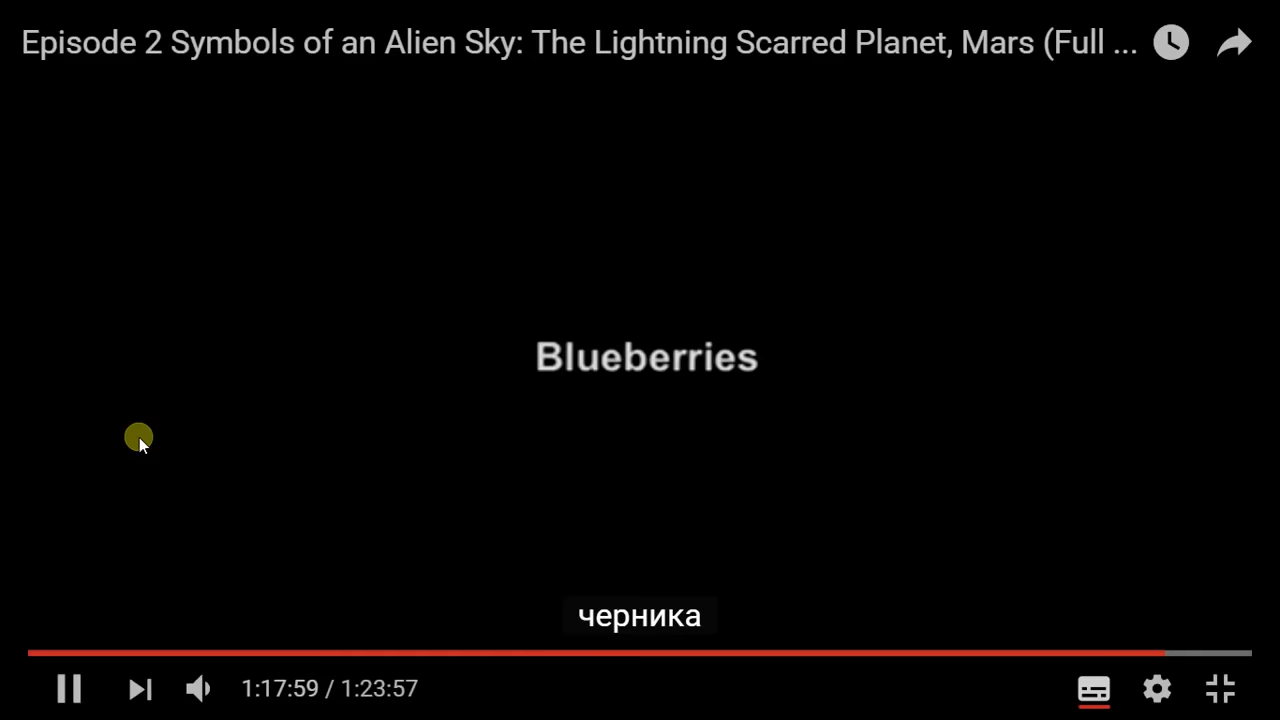 Episode 2 Symbols of an Alien Sky: The Lightning Scarred Planet, Mars (Full ...
Blueberries
черника
1:17:59 / 1:23:57